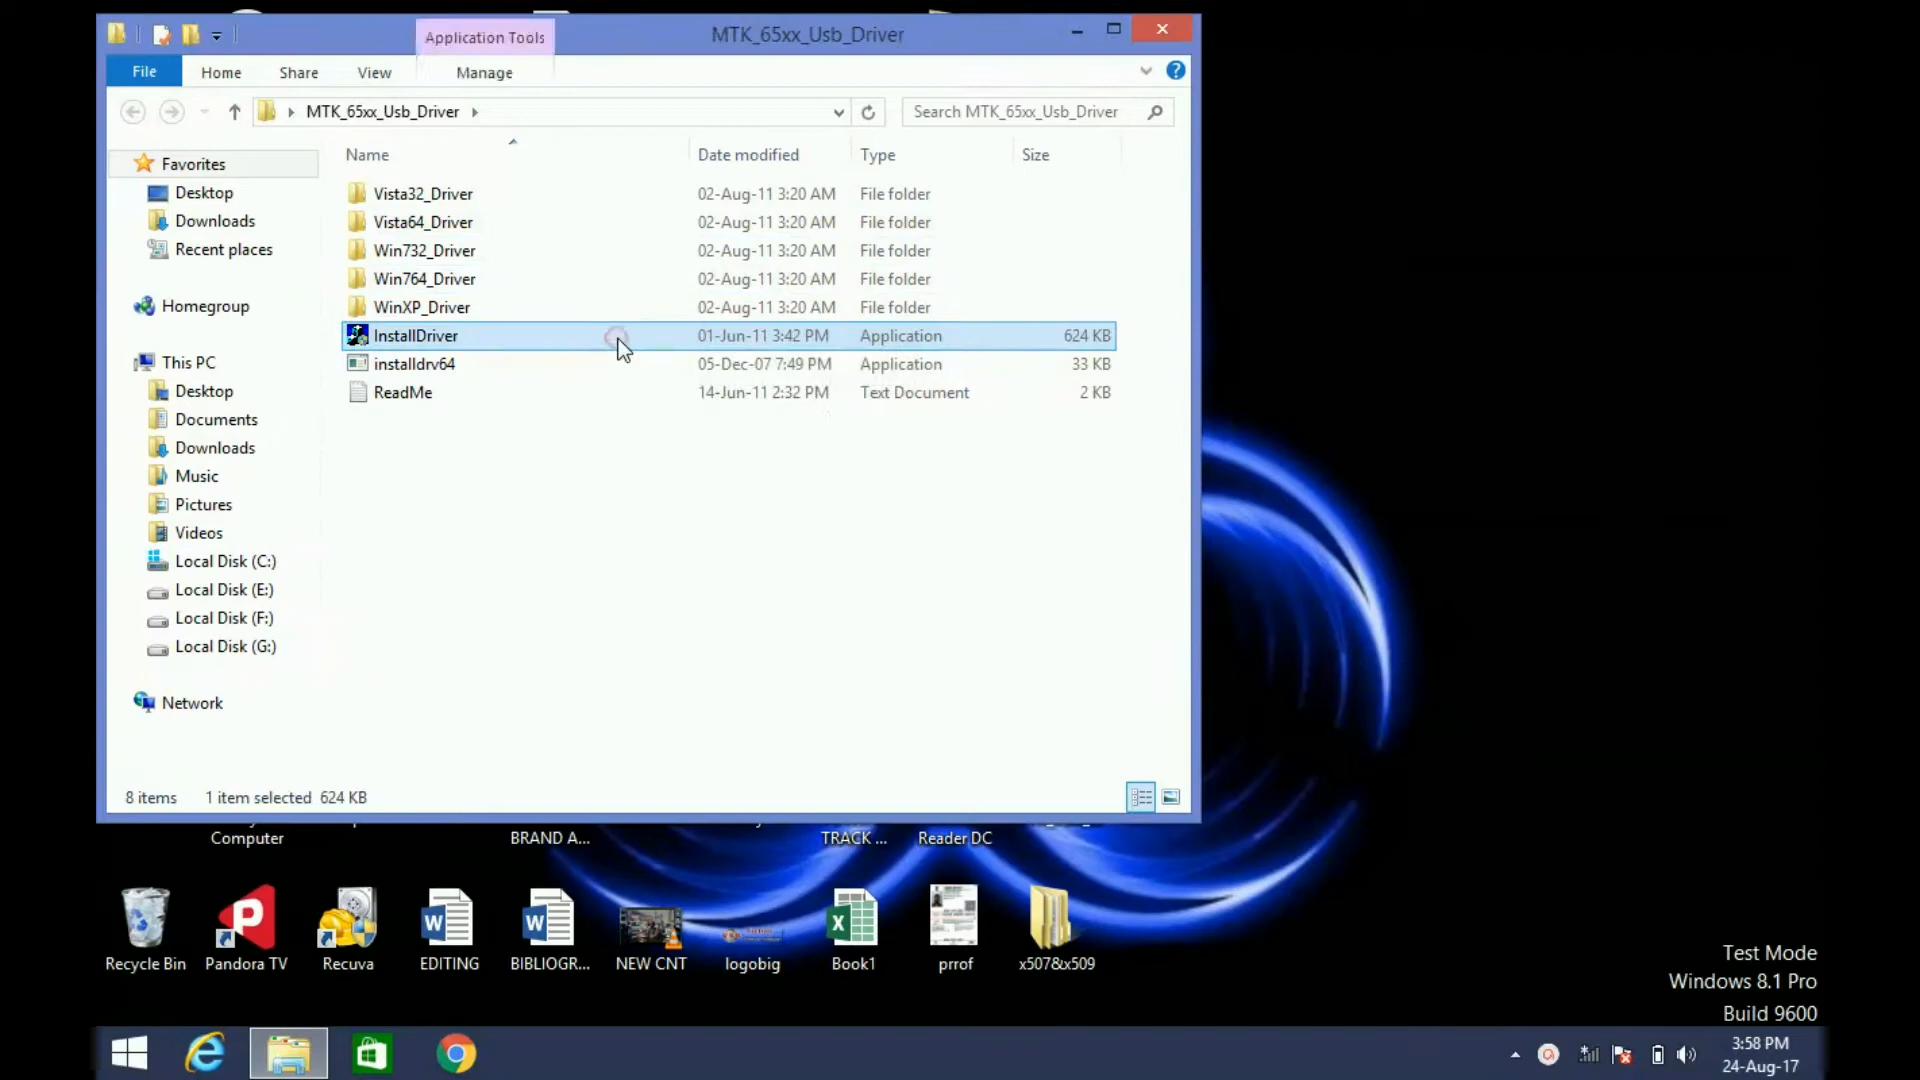 Application Tools
MTK_65xx_Usb_Driver
File
Home
Share
View
Manage
MTK_65xx_Usb_Driver
Search MTK_65xx_Usb_Driver
Name
Date modified
Type
Size
Favorites
Desktop
Downloads
Recent places
Homegroup
This PC
Desktop
Documents
Downloads
Music
Pictures
Videos
Local Disk (C:)
Local Disk (E:)
Local Disk (F:)
Local Disk (G:)
Network
Vista32_Driver 02-Aug-11 3:20 AM File folder
Vista64_Driver 02-Aug-11 3:20 AM File folder
Win732_Driver 02-Aug-11 3:20 AM File folder
Win764_Driver 02-Aug-11 3:20 AM File folder
WinXP_Driver 02-Aug-11 3:20 AM File folder
InstallDriver 01-Jun-11 3:42 PM Application 624 KB
installdrv64 05-Dec-07 7:49 PM Application 33 KB
ReadMe 14-Jun-11 2:32 PM Text Document 2 KB
8 items 1 item selected 624 KB
Computer
BRAND A...
TRACK ...
Reader DC
Recycle Bin
Pandora TV
Recuva
EDITING
BIBLIOGR...
NEW CNT
logobig
Book1
prrof
x507&x509
Test Mode
Windows 8.1 Pro
Build 9600
3:58 PM
24-Aug-17